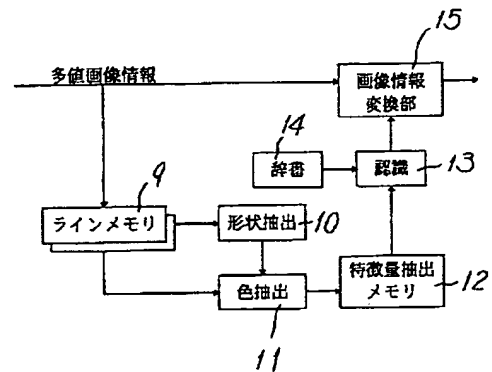 15
多値画像情報
画像情報
変換部
14
辞番
認識
13
9
ラインメモリ
形状抽出
10
色抽出
11
特徴量抽出
メモリ
12